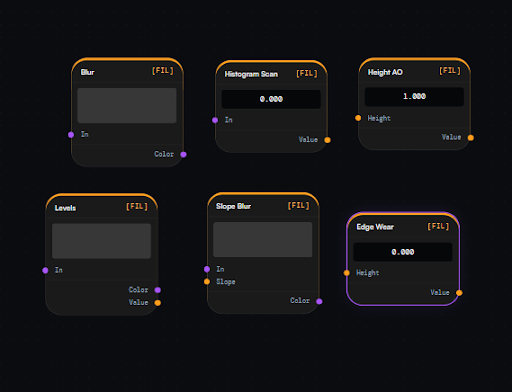 Blur [FIL]
In
Color
Histogram Scan [FIL]
0.000
In
Value
Height AO [FIL]
1.000
Height
Value
Levels [FIL]
In
Color
Value
Slope Blur [FIL]
In
Slope
Color
Edge Wear [FIL]
0.000
Height
Value